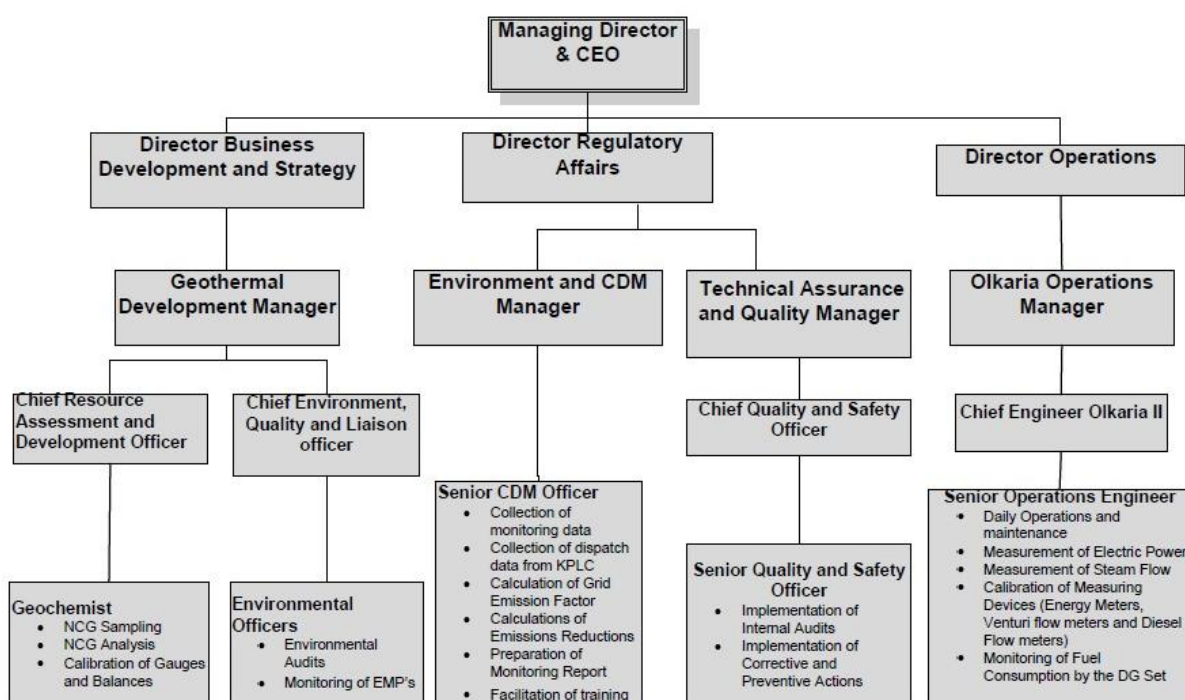 Managing Director
& CEO
Director Business
Development and Strategy
Director Regulatory
Affairs
Director Operations
Geothermal
Development Manager
Environment and CDM
Manager
Technical Assurance
and Quality Manager
Olkaria Operations
Manager
Chief Resource
Assessment and
Development Officer
Chief Environment,
Quality and Liaison
officer
Chief Quality and Safety
Officer
Chief Engineer Olkaria II
Geochemist
• NCG Sampling
• NCG Analysis
• Calibration of Gauges
and Balances
Environmental
Officers
• Environmental
Audits
• Monitoring of EMP's
Senior CDM Officer
• Collection of
monitoring data
• Collection of dispatch
data from KPLC
• Calculation of Grid
Emission Factor
• Calculations of
Emissions Reductions
• Preparation of
Monitoring Report
• Facilitation of training
Senior Quality and Safety
Officer
• Implementation of
Internal Audits
• Implementation of
Corrective and
Preventive Actions
Senior Operations Engineer
• Daily Operations and
maintenance
• Measurement of Electric Power
• Measurement of Steam Flow
• Calibration of Measuring
Devices (Energy Meters,
Venturi flow meters and Diesel
Flow meters)
• Monitoring of Fuel
Consumption by the DG Set